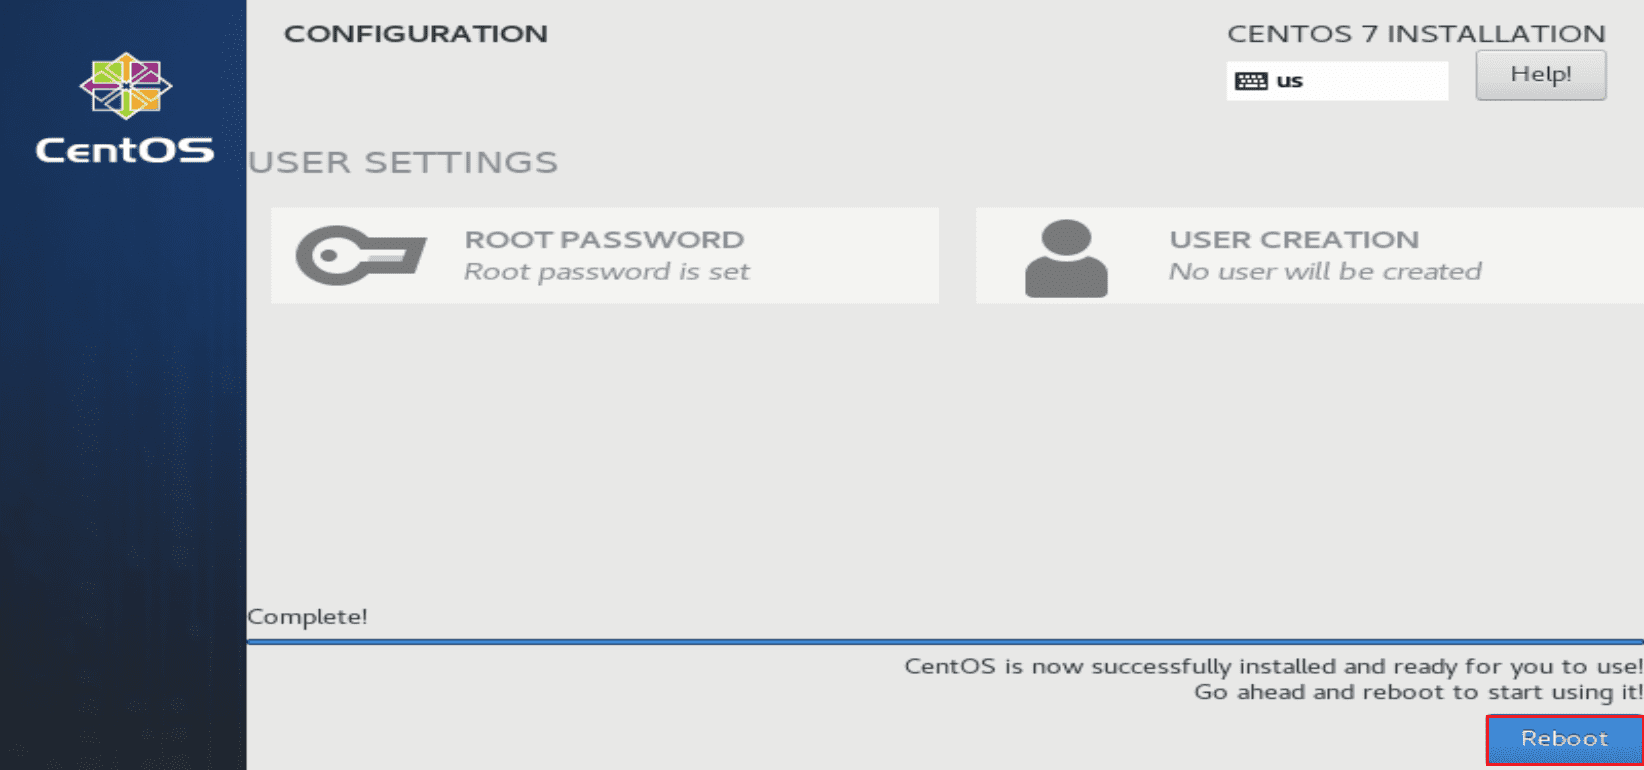 CentOS
CONFIGURATION
CENTOS 7 INSTALLATION
us
Help!
USER SETTINGS
ROOT PASSWORD
Root password is set
USER CREATION
No user will be created
Complete!
CentOS is now successfully installed and ready for you to use!
Go ahead and reboot to start using it!
Reboot